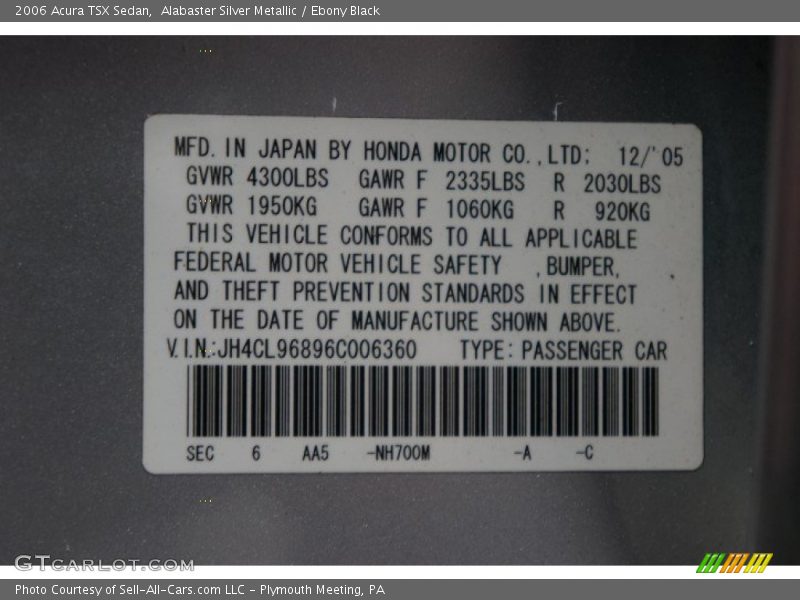 2006 Acura TSX Sedan,  Alabaster Silver Metallic / Ebony Black
MFD. IN JAPAN BY HONDA MOTOR CO.,LTD: 12/'05
GVWR 4300LBS GAWR F 2335LBS R 2030LBS
GVWR 1950KG GAWR F 1060KG R 920KG
THIS VEHICLE CONFORMS TO ALL APPLICABLE
FEDERAL MOTOR VEHICLE SAFETY ,BUMPER,
AND THEFT PREVENTION STANDARDS IN EFFECT
ON THE DATE OF MANUFACTURE SHOWN ABOVE.
V.I.N.:JH4CL96896C006360 TYPE: PASSENGER CAR
SEC 6 AA5 -NH700M -A -C
GTcarlot.com
Photo Courtesy of Sell-All-Cars.com LLC - Plymouth Meeting, PA